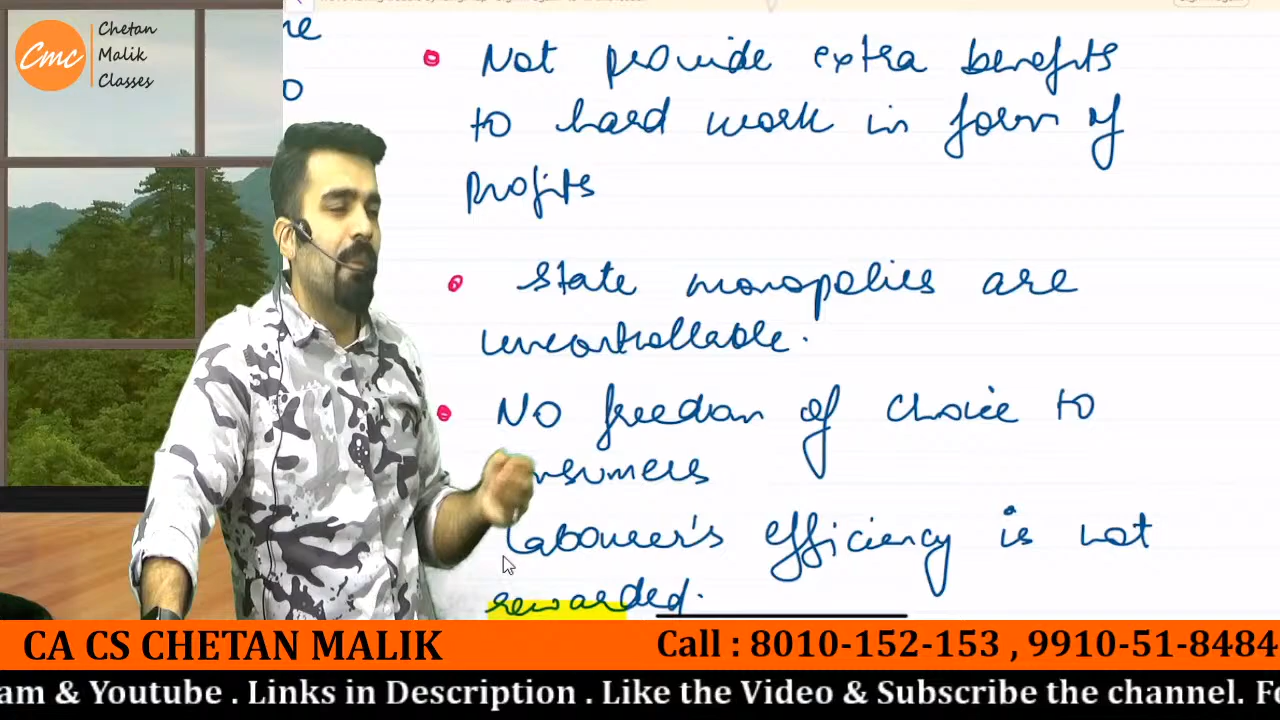 Cmc
Chetan
Malik
Classes
Not provide extra benefits
to hard work in form of
profits
State monopolies are
uncontrollable.
No freedom of choice to
Labourer's efficiency is not
rewarded.
CA CS CHETAN MALIK
Call : 8010-152-153 , 9910-51-8484
am & Youtube . Links in Description . Like the Video & Subscribe the channel. Fo